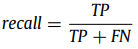 recall = TP / TP + FN